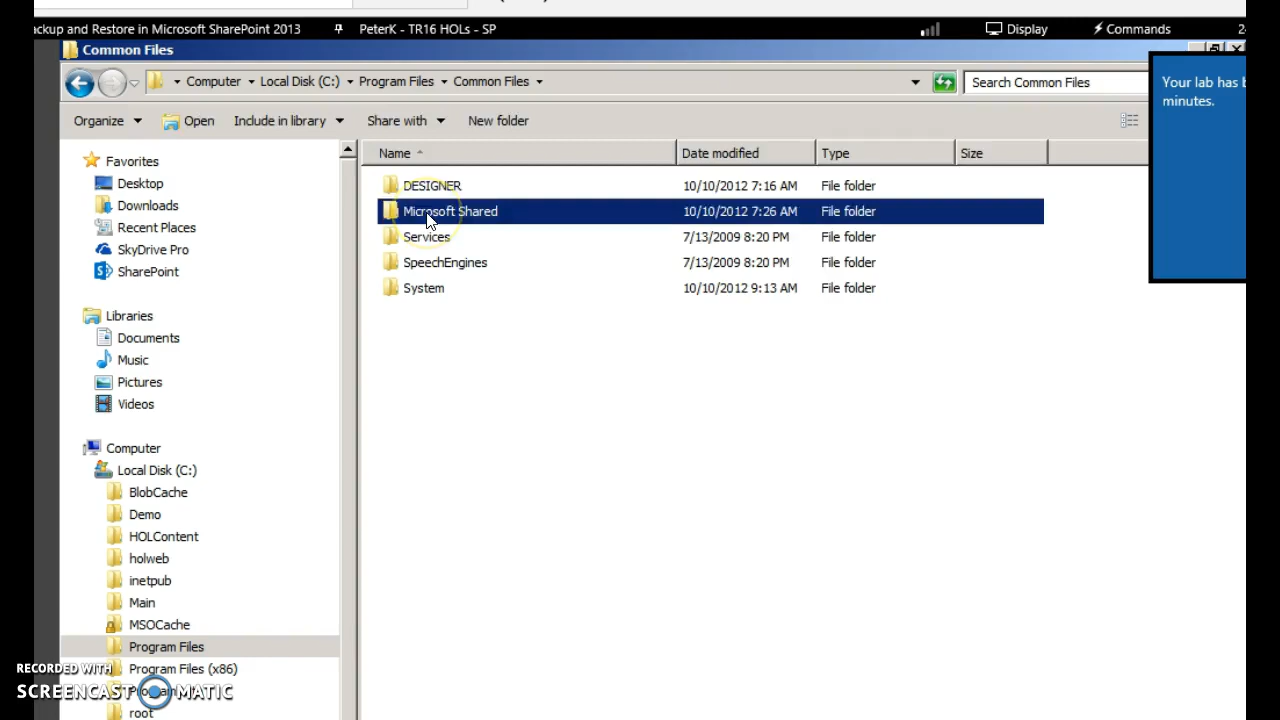 ackup and Restore in Microsoft SharePoint 2013 PeterK - TR16 HOLs - SP Display Commands
Common Files
Computer Local Disk (C:) Program Files Common Files Search Common Files
Your lab has b
minutes.
Organize Open Include in library Share with New folder
Name Date modified Type Size
DESIGNER 10/10/2012 7:16 AM File folder
Microsoft Shared 10/10/2012 7:26 AM File folder
Services 7/13/2009 8:20 PM File folder
SpeechEngines 7/13/2009 8:20 PM File folder
System 10/10/2012 9:13 AM File folder
Favorites
Desktop
Downloads
Recent Places
SkyDrive Pro
SharePoint
Libraries
Documents
Music
Pictures
Videos
Computer
Local Disk (C:)
BlobCache
Demo
HOLContent
holweb
inetpub
Main
MSOCache
Program Files
Program Files (x86)
root
RECORDED WITH
SCREENCAST MATIC